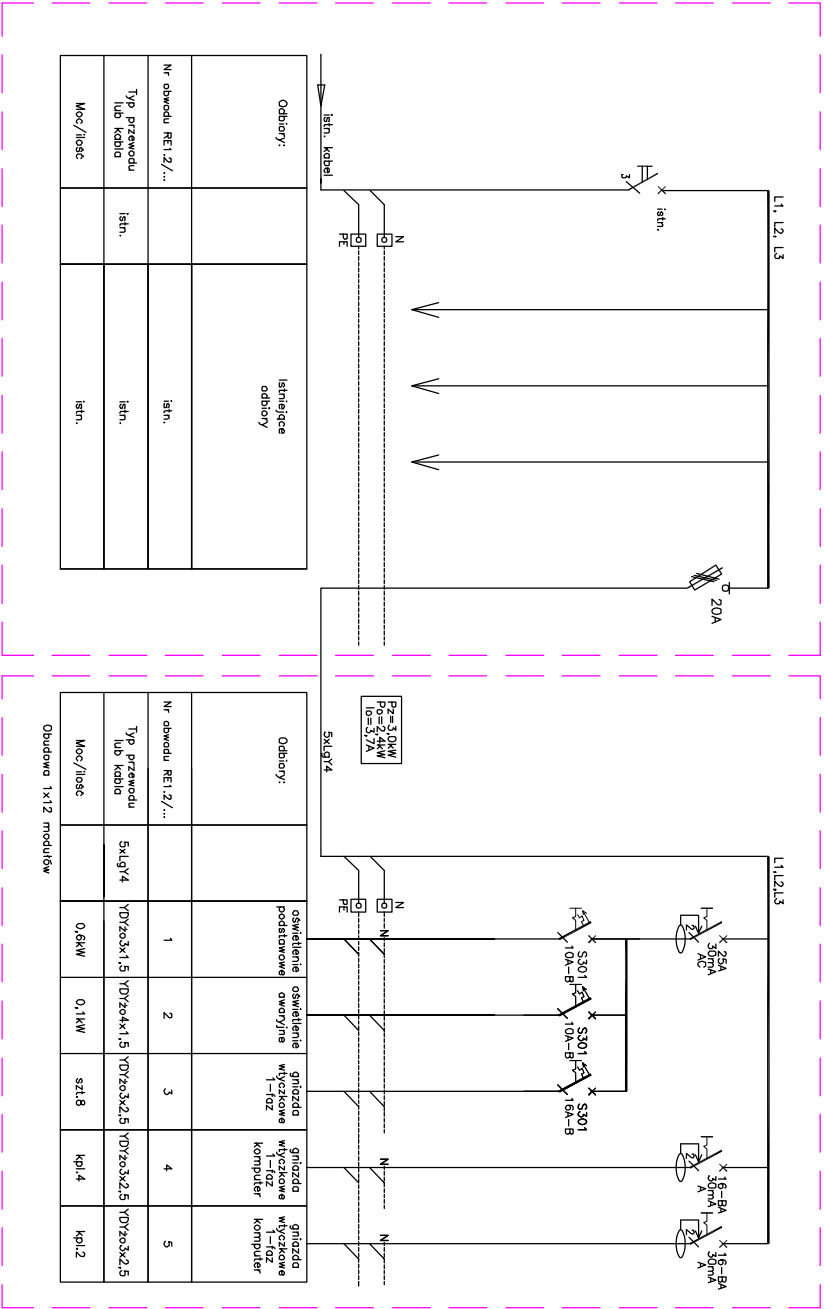 L1, L2, L3
istn.
3
istn. kabel
N
PE
20A
Odbiory:
Istniejące
odbiory
Nr obwodu RE1.2/...
istn.
Typ przewodu
lub kabla
istn.
istn.
Moc/ilość
istn.
L1,L2,L3
25A
30mA
AC
2
16-BA
30mA
A
2
16-BA
30mA
A
2
S301
10A-B
S301
10A-B
S301
16A-B
Pz=3,0kW
Po=2,4kW
Io=3,7A
5xLgY4
N
PE
N
N
N
Odbiory:
oświetlenie
podstawowe
oświetlenie
awaryjne
gniazda
wtyczkowe
1-faz
gniazda
wtyczkowe
1-faz
komputer
gniazda
wtyczkowe
1-faz
komputer
Nr obwodu RE1.2/...
1
2
3
4
5
Typ przewodu
lub kabla
5xLgY4
YDYżo3x1,5
YDYżo4x1,5
YDYżo3x2,5
YDYżo3x2,5
YDYżo3x2,5
Moc/ilość
0,6kW
0,1kW
szt.8
kpl.4
kpl.2
Obudowa 1x12 modułów